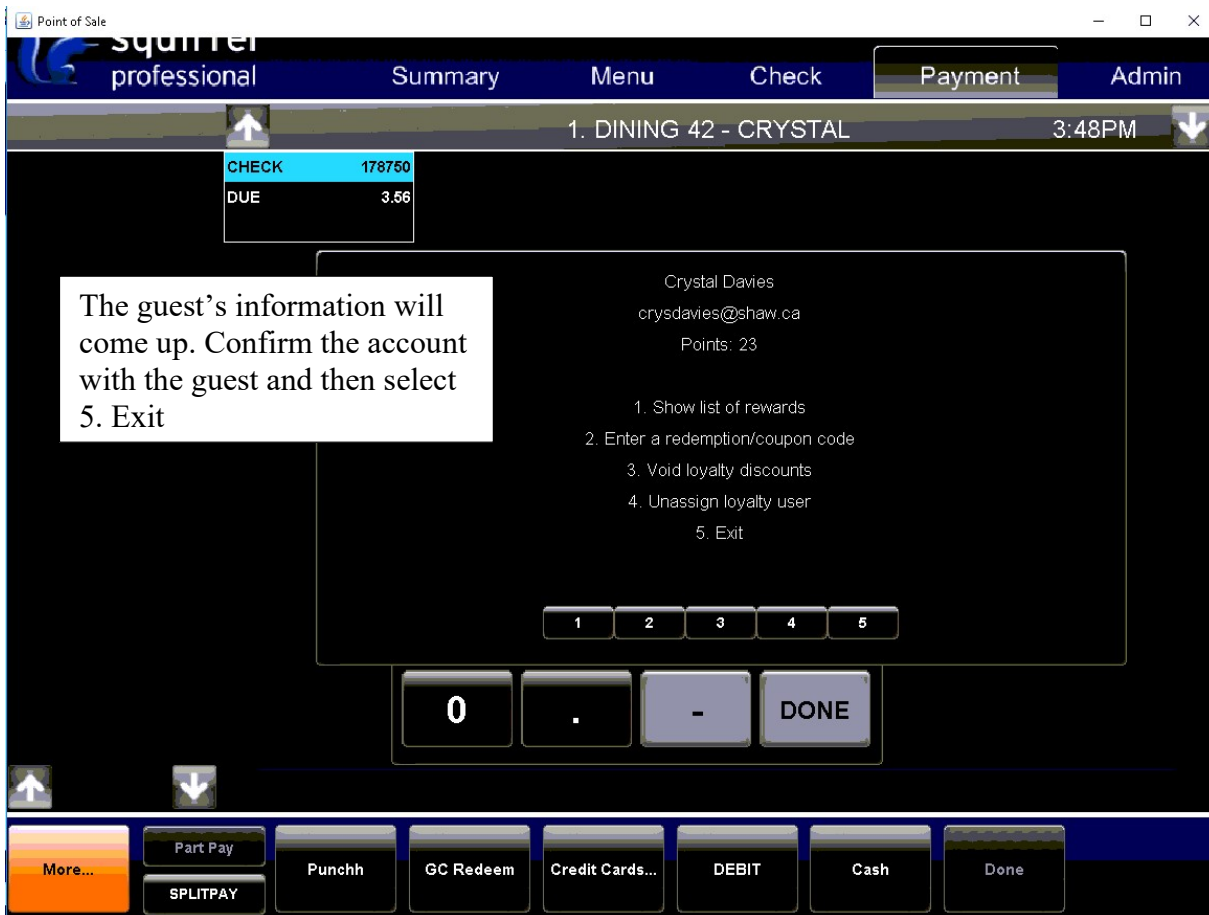 Point of Sale
squirrel
professional
Summary
Menu
Check
Payment
Admin
1. DINING 42 - CRYSTAL
3:48PM
CHECK 178750
DUE 3.56
The guest's information will
come up. Confirm the account
with the guest and then select
5. Exit
Crystal Davies
crysdavies@shaw.ca
Points: 23
1. Show list of rewards
2. Enter a redemption/coupon code
3. Void loyalty discounts
4. Unassign loyalty user
5. Exit
1 2 3 4 5
0 . - DONE
More...
Part Pay
SPLITPAY
Punchh
GC Redeem
Credit Cards...
DEBIT
Cash
Done